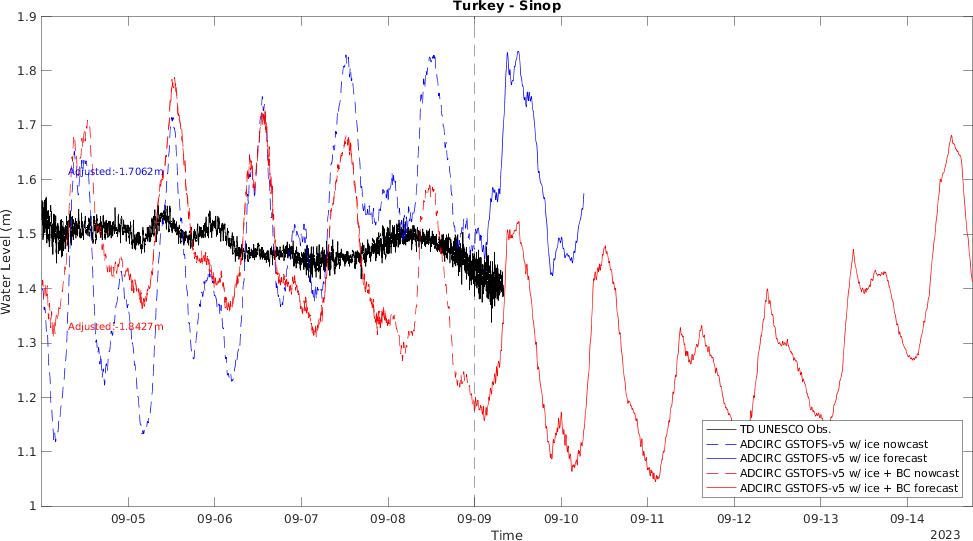 Turkey - Sinop
1.9
1.8
1.7
1.6
1.5
1.4
1.3
1.2
1.1
1
Water Level (m)
Adjusted:-1.7062m
Adjusted:-1.8427m
TD UNESCO Obs.
ADCIRC GSTOFS-v5 w/ ice nowcast
ADCIRC GSTOFS-v5 w/ ice forecast
ADCIRC GSTOFS-v5 w/ ice + BC nowcast
ADCIRC GSTOFS-v5 w/ ice + BC forecast
09-05 09-06 09-07 09-08 09-09 09-10 09-11 09-12 09-13 09-14
Time
2023